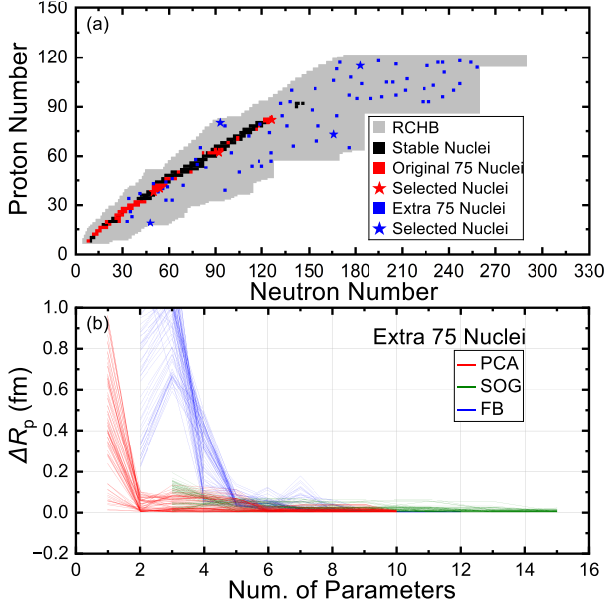 (a)
150
120
90
60
30
0
Proton Number
RCHB
Stable Nuclei
Original 75 Nuclei
Selected Nuclei
Extra 75 Nuclei
Selected Nuclei
0 30 60 90 120 150 180 210 240 270 300 330
Neutron Number
(b)
Extra 75 Nuclei
PCA
SOG
FB
1.0
0.8
0.6
0.4
0.2
0.0
−0.2
ΔRp (fm)
0 2 4 6 8 10 12 14 16
Num. of Parameters